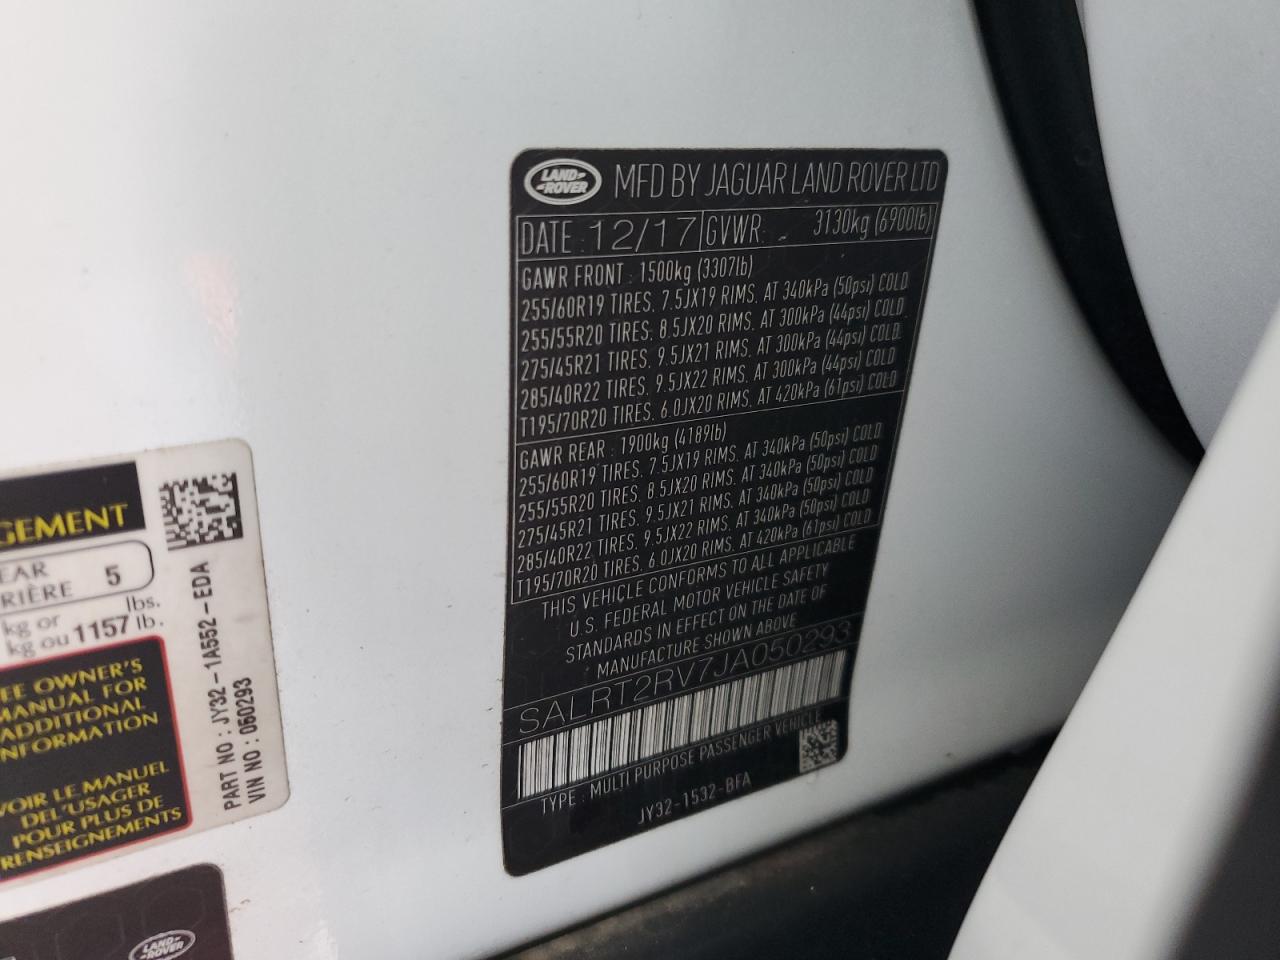 GEMENT
EAR 5
RIÈRE
kg or lbs.
kg ou 1157 lb.
EE OWNER'S
MANUAL FOR
ADDITIONAL
NFORMATION
VOIR LE MANUEL
DEL'USAGER
POUR PLUS DE
RENSEIGNEMENTS
PART NO : JY32-1A552-EDA
VIN NO : 050293
LAND-
-ROVER
LAND-
-ROVER
MFD BY JAGUAR LAND ROVER LTD
DATE : 12/17 GVWR: - 3130kg (6900lb)
GAWR FRONT : 1500kg (3307lb)
255/60R19 TIRES, 7.5JX19 RIMS, AT 340kPa (50psi) COLD
255/55R20 TIRES, 8.5JX20 RIMS, AT 300kPa (44psi) COLD
275/45R21 TIRES, 9.5JX21 RIMS, AT 300kPa (44psi) COLD
285/40R22 TIRES, 9.5JX22 RIMS, AT 300kPa (44psi) COLD
T195/70R20 TIRES, 6.0JX20 RIMS, AT 420kPa (61psi) COLD
GAWR REAR : 1900kg (4189lb)
255/60R19 TIRES, 7.5JX19 RIMS, AT 340kPa (50psi) COLD
255/55R20 TIRES, 8.5JX20 RIMS, AT 340kPa (50psi) COLD
275/45R21 TIRES, 9.5JX21 RIMS, AT 340kPa (50psi) COLD
285/40R22 TIRES, 9.5JX22 RIMS, AT 340kPa (50psi) COLD
T195/70R20 TIRES, 6.0JX20 RIMS, AT 420kPa (61psi) COLD
THIS VEHICLE CONFORMS TO ALL APPLICABLE
U.S. FEDERAL MOTOR VEHICLE SAFETY
STANDARDS IN EFFECT ON THE DATE OF
MANUFACTURE SHOWN ABOVE
SALRT2RV7JA050293
TYPE : MULTI PURPOSE PASSENGER VEHICLE
JY32-1532-BFA